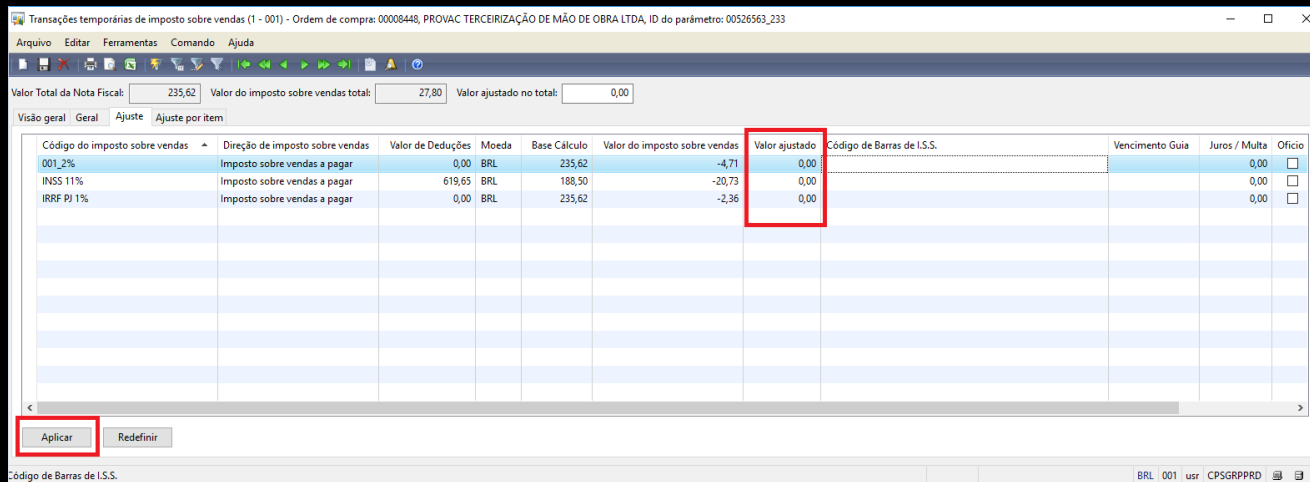 Transações temporárias de imposto sobre vendas (1 - 001) - Ordem de compra: 00008448, PROVAC TERCEIRIZAÇÃO DE MÃO DE OBRA LTDA, ID do parâmetro: 00526563_233
Arquivo Editar Ferramentas Comando Ajuda
Valor Total da Nota Fiscal: 235,62 Valor do imposto sobre vendas total: 27,80 Valor ajustado no total: 0,00
Visão geral Geral Ajuste Ajuste por item
Código do imposto sobre vendas Direção de imposto sobre vendas Valor de Deduções Moeda Base Cálculo Valor do imposto sobre vendas Valor ajustado Código de Barras de I.S.S. Vencimento Guia Juros / Multa Ofício
001_2% Imposto sobre vendas a pagar 0,00 BRL 235,62 -4,71 0,00 0,00
INSS 11% Imposto sobre vendas a pagar 619,65 BRL 188,50 -20,73 0,00 0,00
IRRF PJ 1% Imposto sobre vendas a pagar 0,00 BRL 235,62 -2,36 0,00 0,00
Aplicar Redefinir
Código de Barras de I.S.S. BRL 001 usr CPSGRPPRD